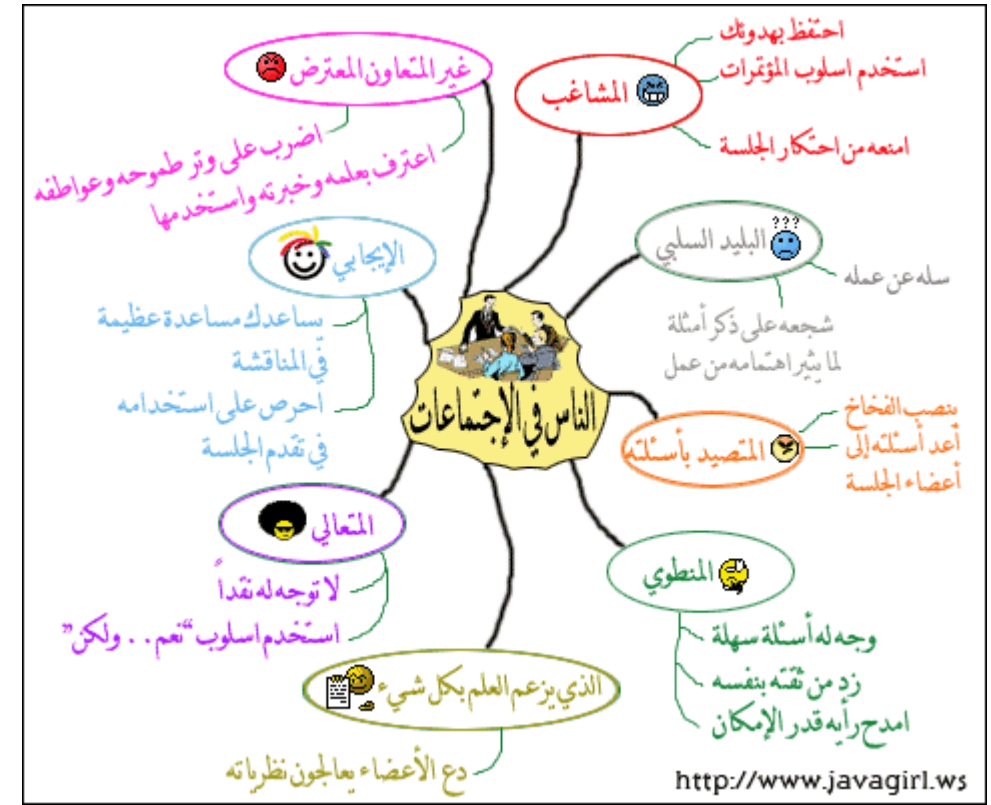 الناس في الإجتماعات
المشاغب
احتفظ بهدوئك
استخدم اسلوب المؤتمرات
امنعه من احتكار الجلسة
البليد السلبي
???
سله عن عمله
شجعه على ذكر أمثلة
لما يثير اهتمامه من عمل
المتصيد بأسئلته
ينصب الفخاخ
أعد أسئلته إلى
أعضاء الجلسة
المنطوي
وجه له أسئلة سهلة
زد من ثقته بنفسه
امدح رأيه قدر الإمكان
الذي يزعم العلم بكل شيء
دع الأعضاء يعالجون نظرياته
المتعالي
لا توجه له نقداً
استخدم اسلوب “نعم . . ولكن”
الإيجابي
يساعدك مساعدة عظيمة
في المناقشة
احرص على استخدامه
في تقدم الجلسة
غير المتعاون المعترض
اضرب على وتر طموحه وعواطفه
اعترف بعلمه وخبرته واستخدمها
http://www.javagirl.ws